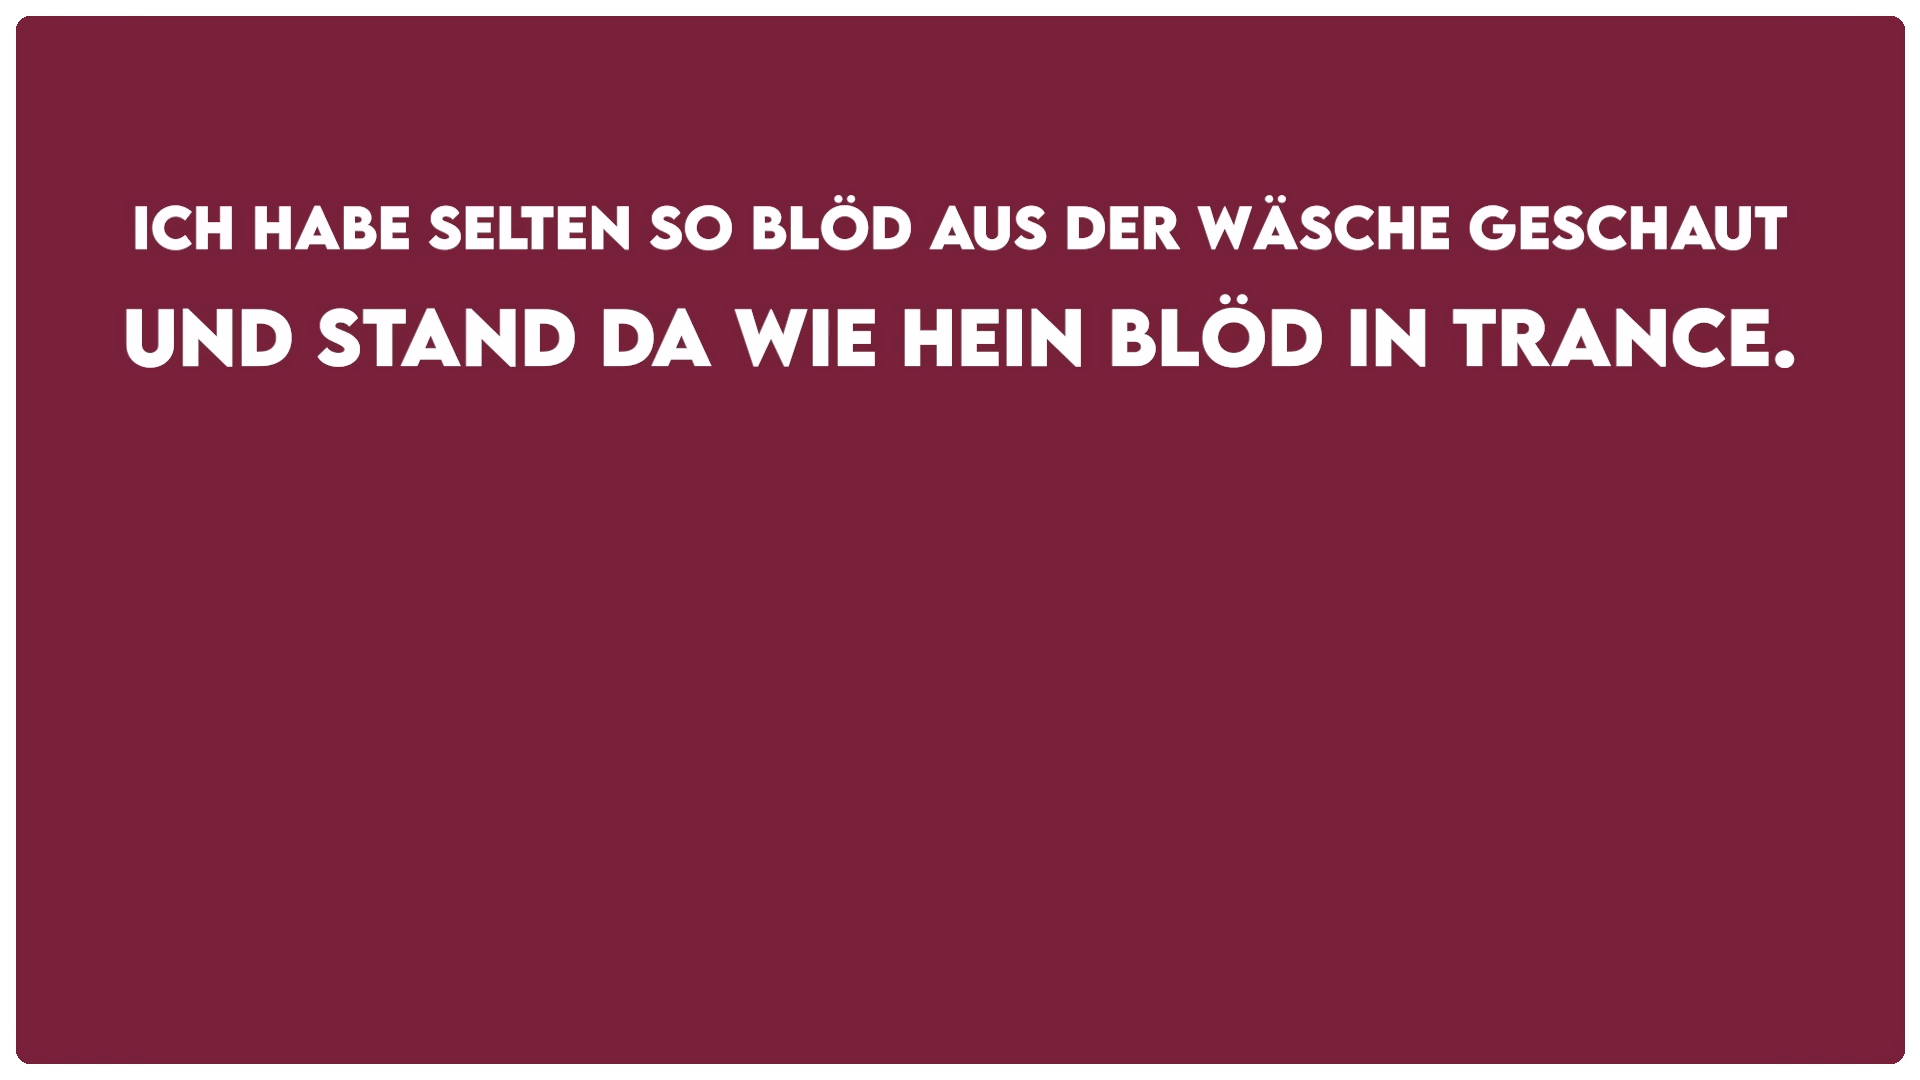 ICH HABE SELTEN SO BLÖD AUS DER WÄSCHE GESCHAUT
UND STAND DA WIE HEIN BLÖD IN TRANCE.